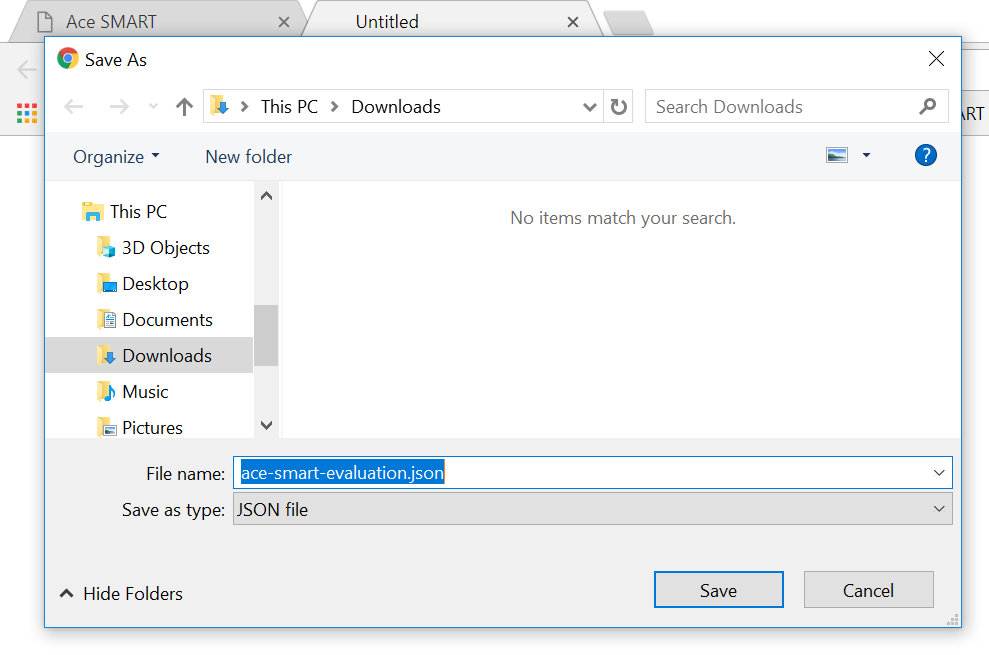 Ace SMART
Untitled
Save As
This PC
Downloads
Search Downloads
ART
Organize
New folder
?
This PC
3D Objects
Desktop
Documents
Downloads
Music
Pictures
No items match your search.
File name:
ace-smart-evaluation.json
Save as type:
JSON file
Hide Folders
Save
Cancel